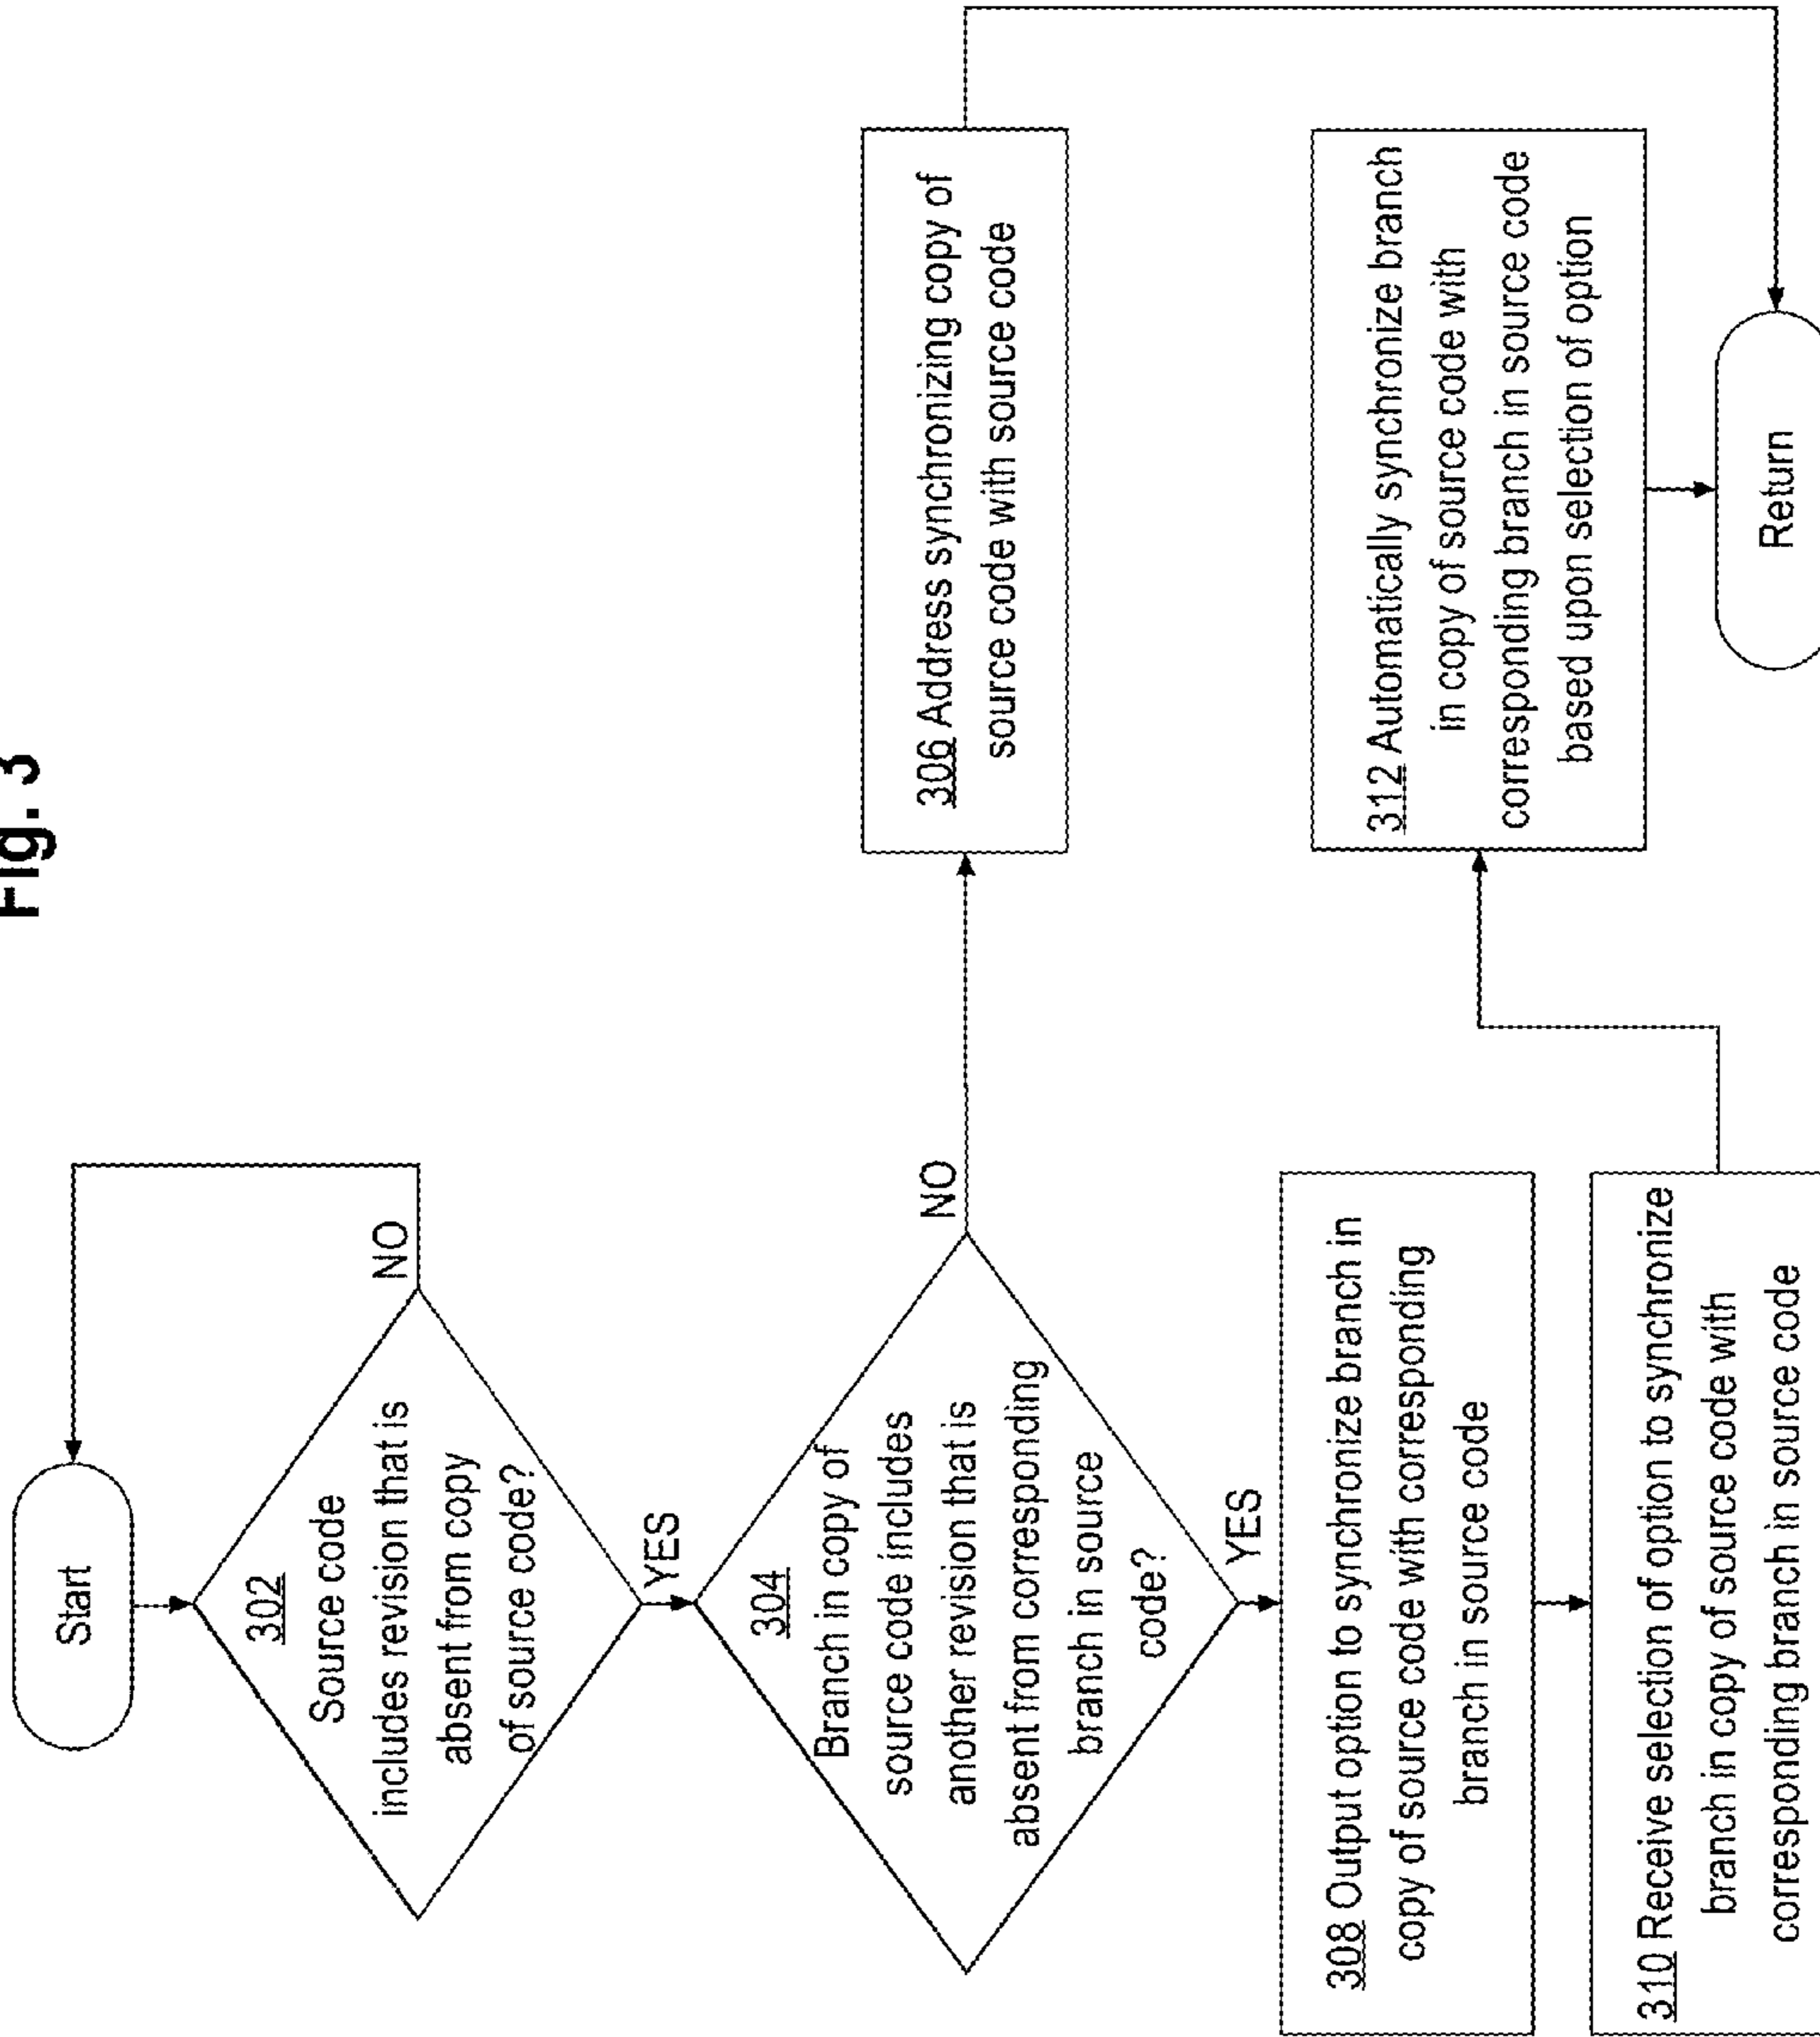 Fig. 3
Start
302
Source code
includes revision that is
absent from copy
of source code?
NO
YES
304
Branch in copy of
source code includes
another revision that is
absent from corresponding
branch in source
code?
NO
YES
306 Address synchronizing copy of
source code with source code
308 Output option to synchronize branch in
copy of source code with corresponding
branch in source code
310 Receive selection of option to synchronize
branch in copy of source code with
corresponding branch in source code
312 Automatically synchronize branch
in copy of source code with
corresponding branch in source code
based upon selection of option
Return